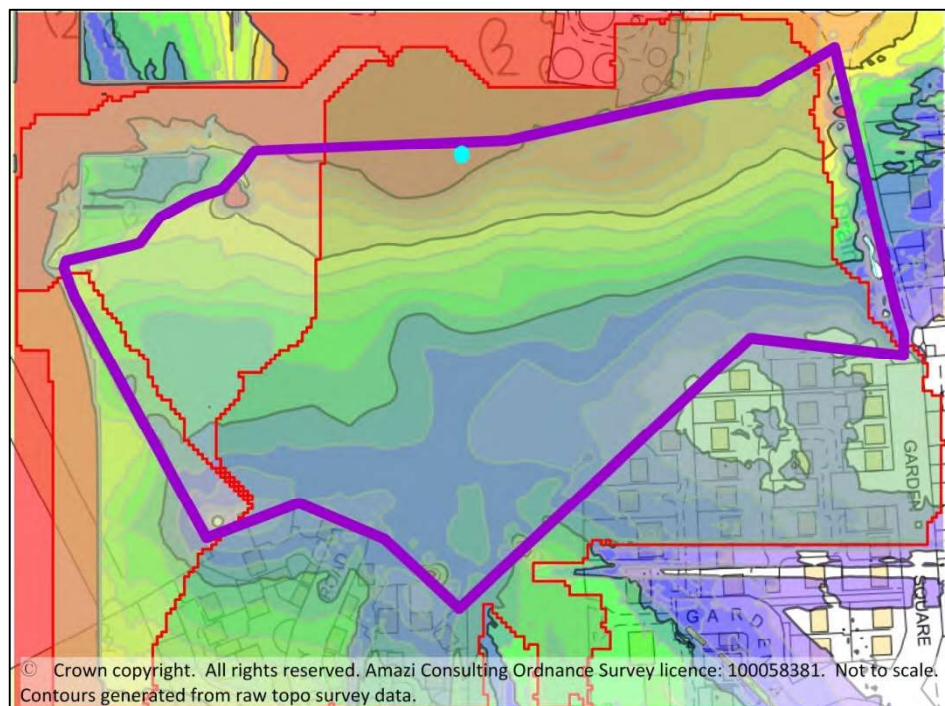 GARDEN
SQUARE
GARDE
© Crown copyright. All rights reserved. Amazi Consulting Ordnance Survey licence: 100058381. Not to scale.
Contours generated from raw topo survey data.